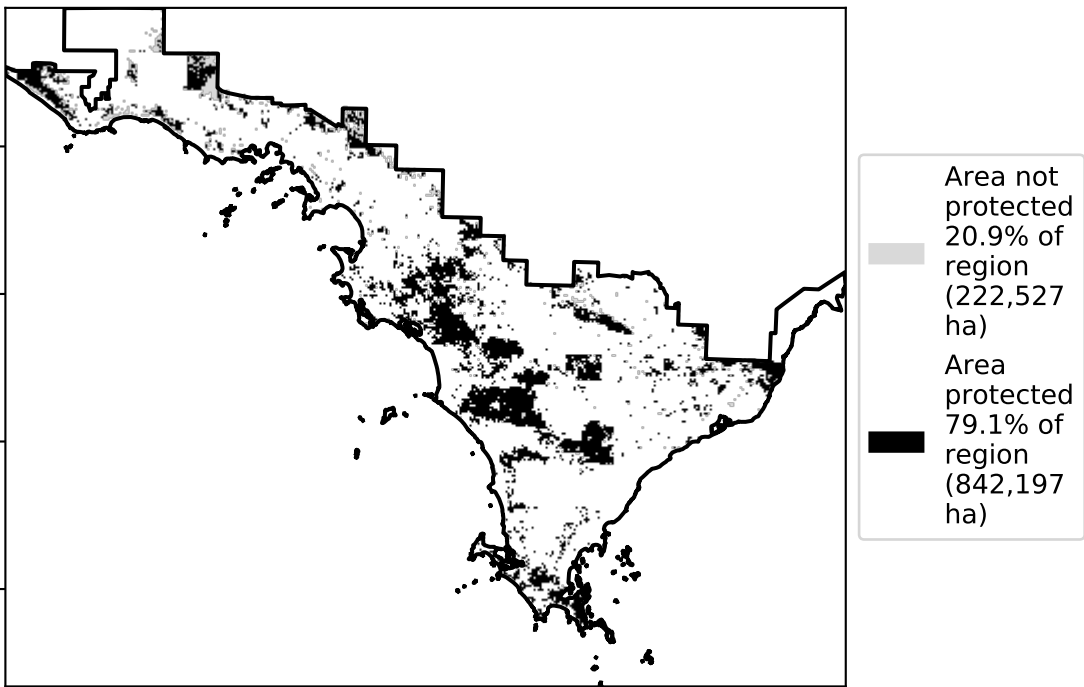 Area not
protected
20.9% of
region
(222,527
ha)
Area
protected
79.1% of
region
(842,197
ha)